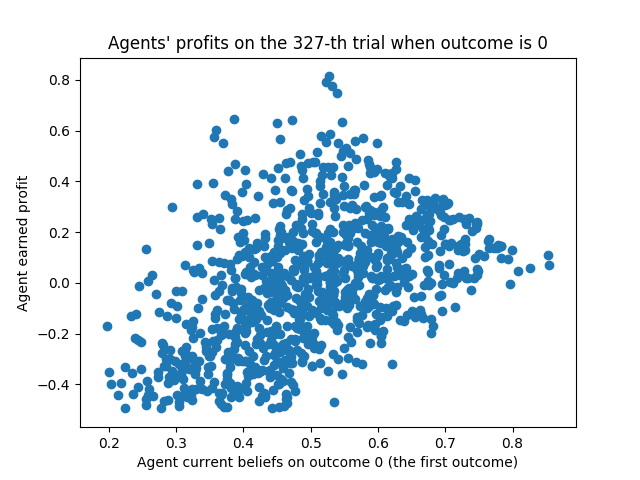 Agents' profits on the 327-th trial when outcome is 0
0.8
0.6
0.4
0.2
0.0
−0.2
−0.4
Agent earned profit
0.2 0.3 0.4 0.5 0.6 0.7 0.8
Agent current beliefs on outcome 0 (the first outcome)